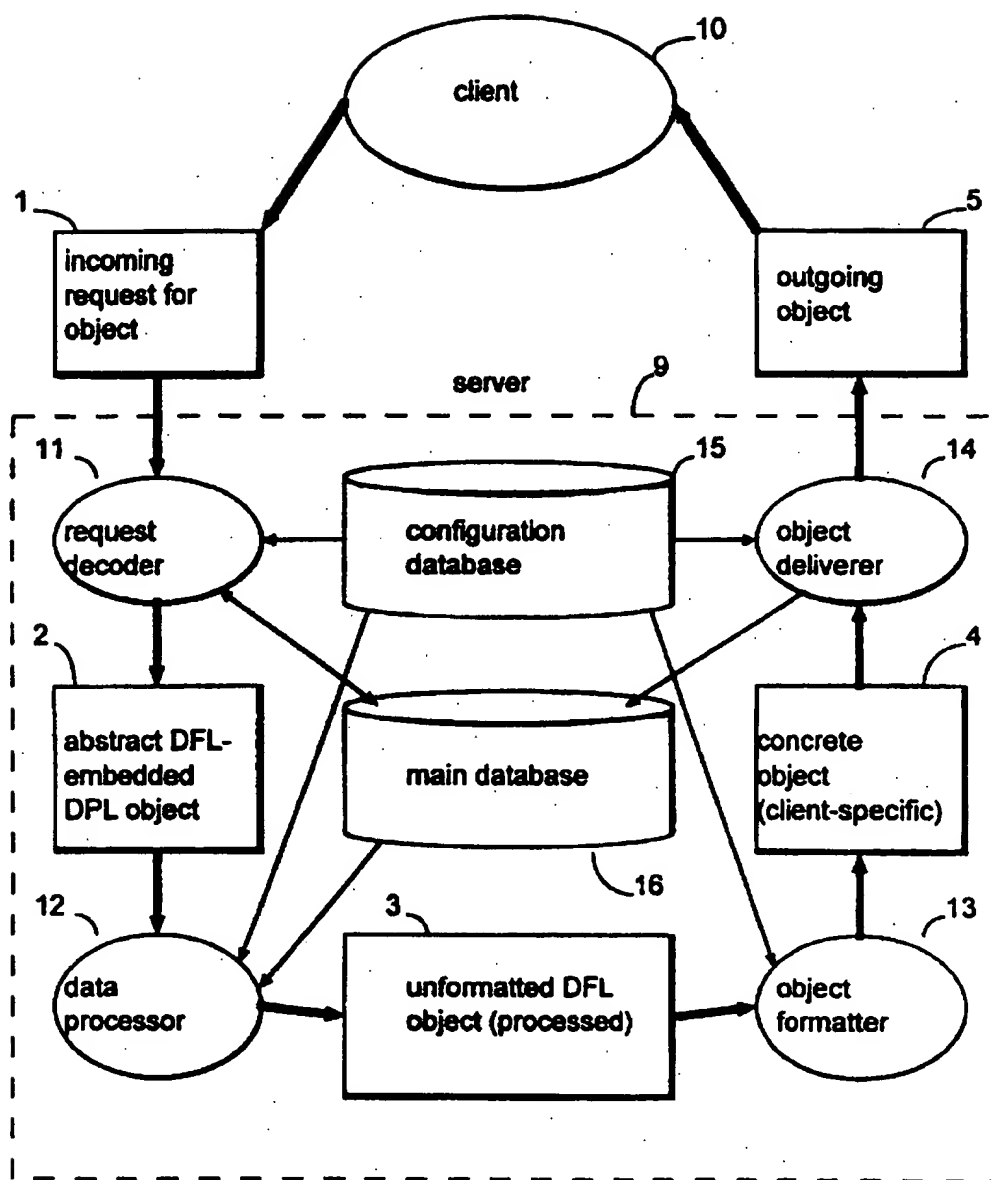 10
client
1
5
incoming
request for
object
outgoing
object
server
9
11
15
14
request
decoder
configuration
database
object
deliverer
2
4
abstract DFL-
embedded
DPL object
main database
concrete
object
(client-specific)
16
12
3
13
data
processor
unformatted DFL
object (processed)
object
formatter